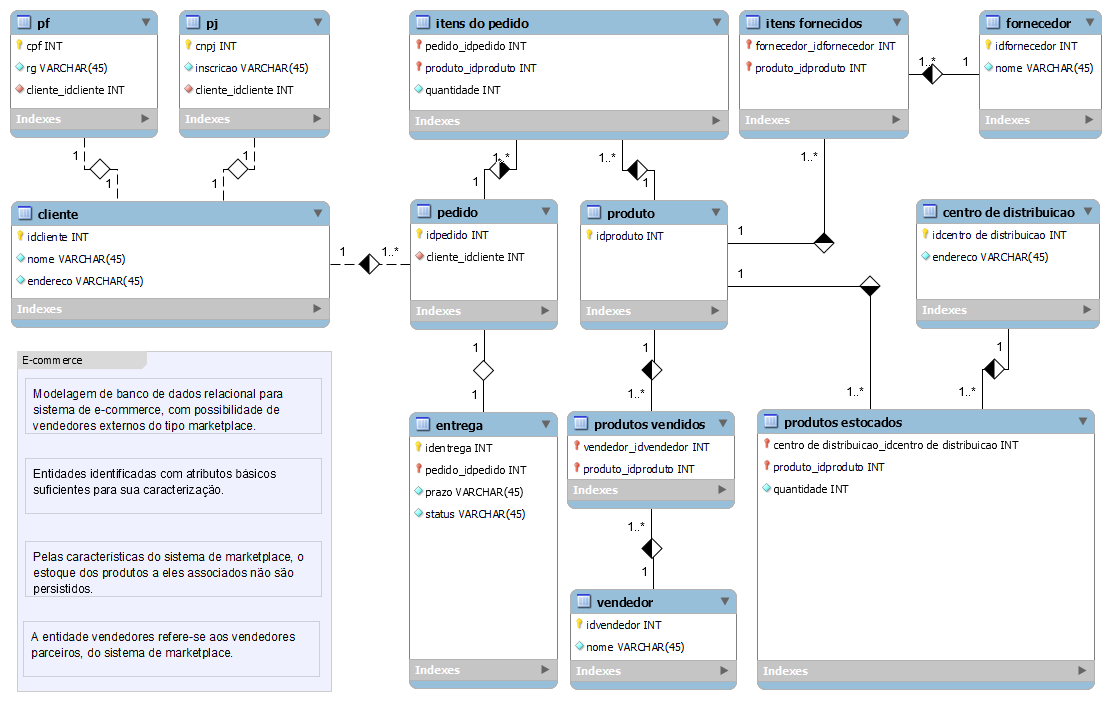 pf
cpf INT
rg VARCHAR(45)
cliente_idcliente INT
Indexes
pj
cnpj INT
inscricao VARCHAR(45)
cliente_idcliente INT
Indexes
itens do pedido
pedido_idpedido INT
produto_idproduto INT
quantidade INT
Indexes
itens fornecidos
fornecedor_idfornecedor INT
produto_idproduto INT
Indexes
1..*
1
fornecedor
idfornecedor INT
nome VARCHAR(45)
Indexes
1
1
1
1
1..*
1
1..*
1
1..*
cliente
idcliente INT
nome VARCHAR(45)
endereco VARCHAR(45)
Indexes
1
1..*
pedido
idpedido INT
cliente_idcliente INT
Indexes
produto
idproduto INT
Indexes
1
1
centro de distribuicao
idcentro de distribuicao INT
endereco VARCHAR(45)
Indexes
1
1
1
1..*
1..*
1
1..*
E-commerce
Modelagem de banco de dados relacional para
sistema de e-commerce, com possibilidade de
vendedores externos do tipo marketplace.
Entidades identificadas com atributos básicos
suficientes para sua caracterização.
Pelas características do sistema de marketplace, o
estoque dos produtos a eles associados não são
persistidos.
A entidade vendedores refere-se aos vendedores
parceiros, do sistema de marketplace.
entrega
identrega INT
pedido_idpedido INT
prazo VARCHAR(45)
status VARCHAR(45)
Indexes
produtos vendidos
vendedor_idvendedor INT
produto_idproduto INT
Indexes
1..*
1
vendedor
idvendedor INT
nome VARCHAR(45)
Indexes
produtos estocados
centro de distribuicao_idcentro de distribuicao INT
produto_idproduto INT
quantidade INT
Indexes